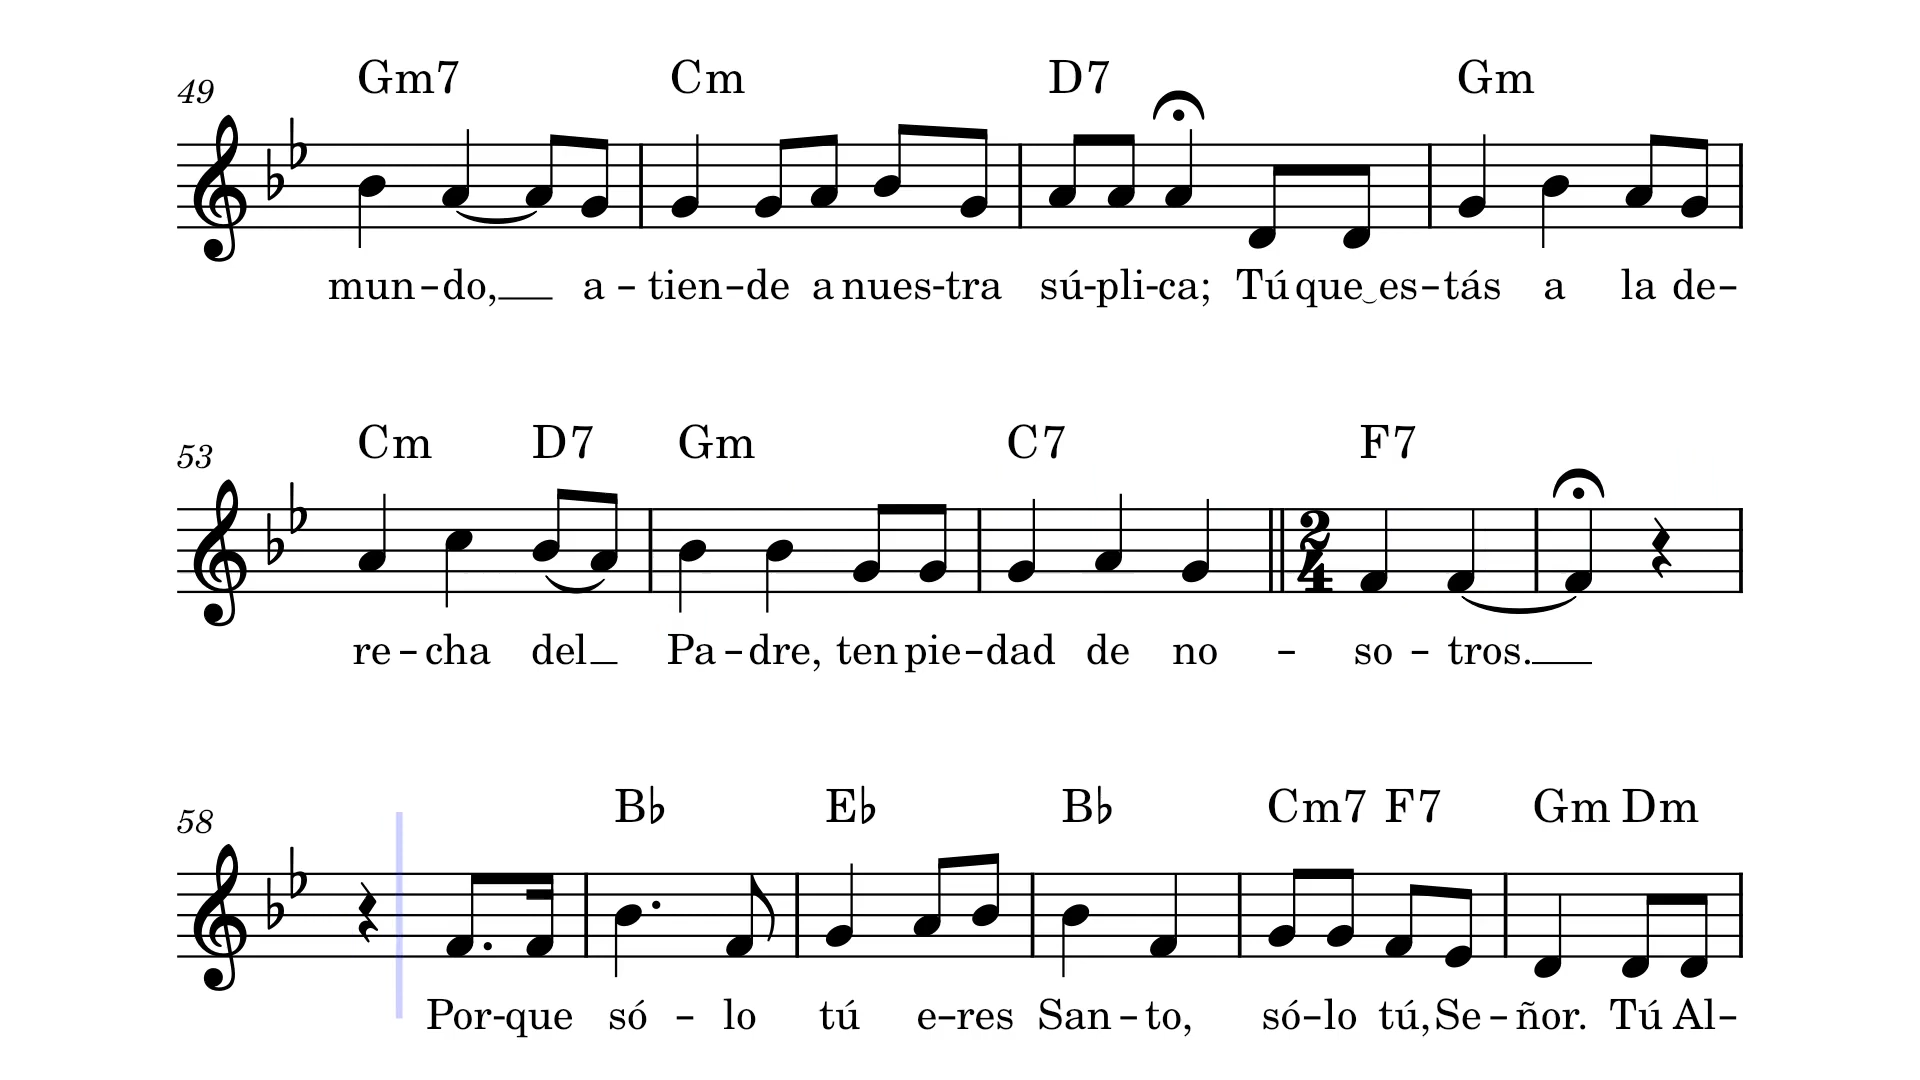 49 Gm7 Cm D7 Gm
mun-do,__ a-tien-de a nues-tra sú-pli-ca; Tú que‿es-tás a la de-
53 Cm D7 Gm C7 F7
2
4
re-cha del__ Pa-dre, ten pie-dad de no-so-tros.__
58 B♭ E♭ B♭ Cm7 F7 Gm Dm
Por-que só-lo tú e-res San-to, só-lo tú, Se-ñor. Tú Al-